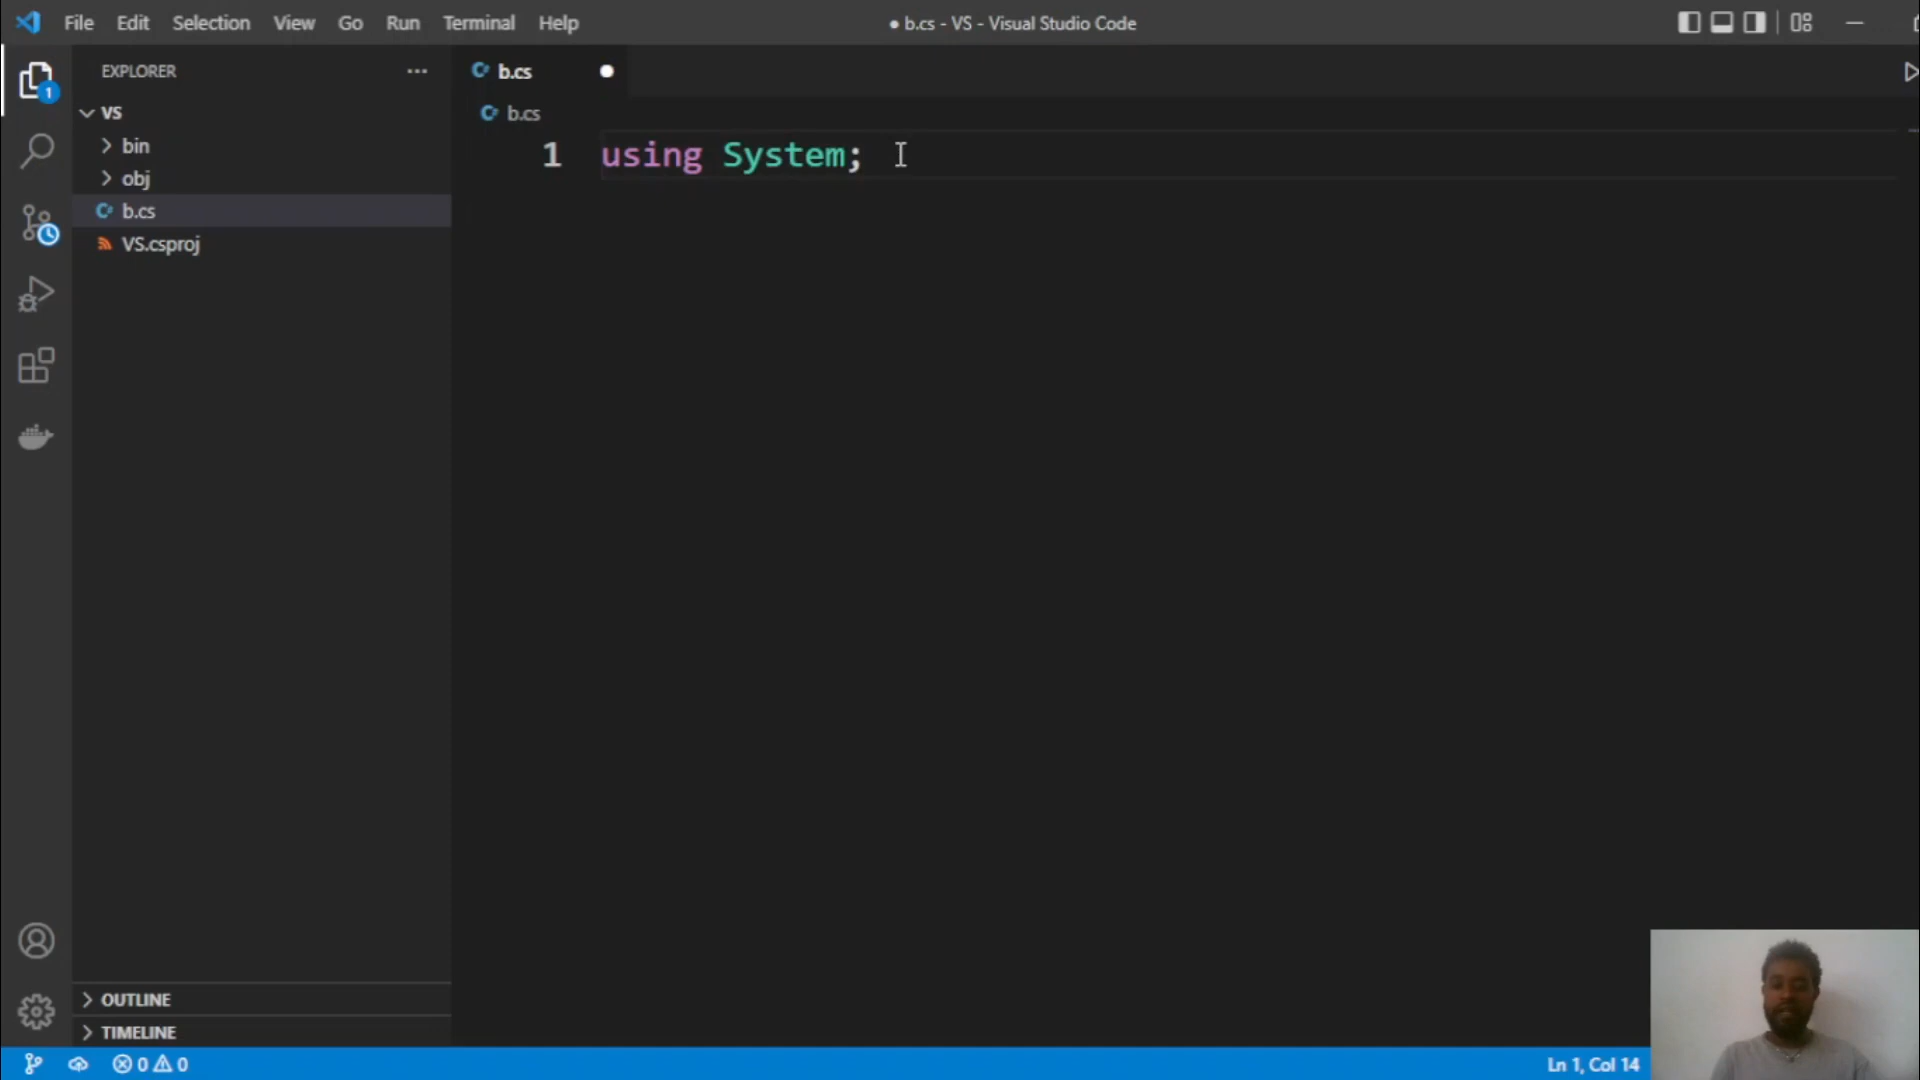 File Edit Selection View Go Run Terminal Help
● b.cs - VS - Visual Studio Code
EXPLORER
b.cs
1
VS
b.cs
bin
1 using System;
obj
b.cs
VS.csproj
OUTLINE
TIMELINE
0 0
Ln 1, Col 14